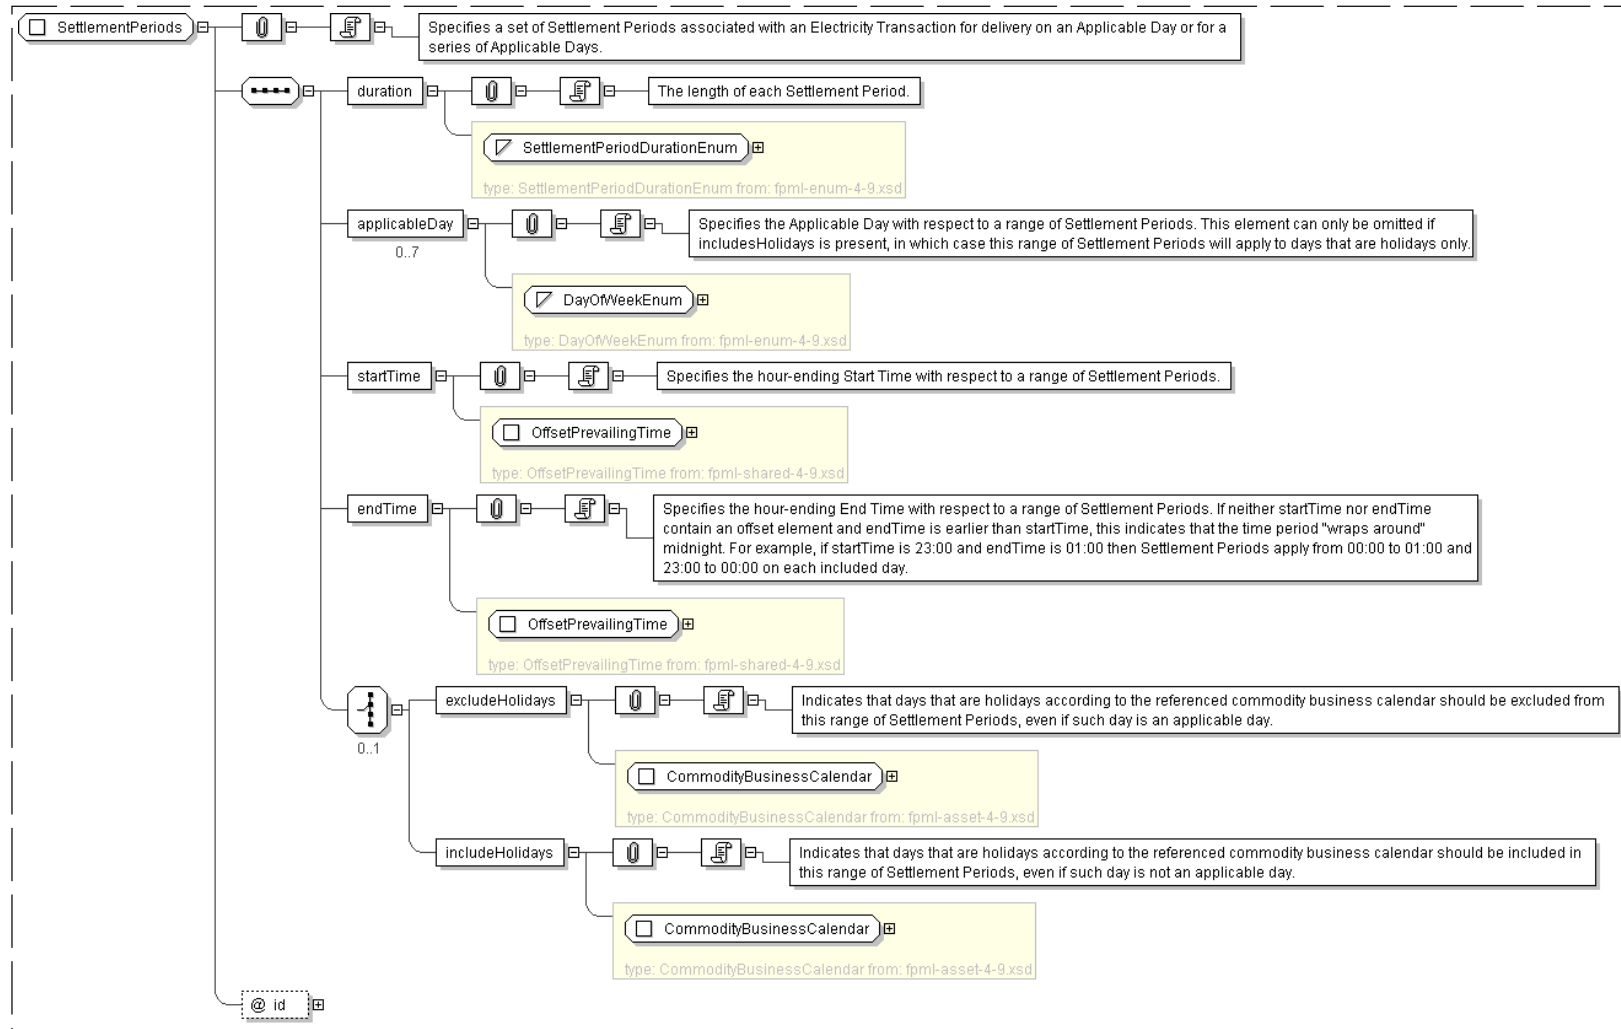 SettlementPeriods
Specifies a set of Settlement Periods associated with an Electricity Transaction for delivery on an Applicable Day or for a
series of Applicable Days.
duration
The length of each Settlement Period.
SettlementPeriodDurationEnum
type: SettlementPeriodDurationEnum from: fpml-enum-4-9.xsd
applicableDay
0..7
Specifies the Applicable Day with respect to a range of Settlement Periods. This element can only be omitted if
includesHolidays is present, in which case this range of Settlement Periods will apply to days that are holidays only.
DayOfWeekEnum
type: DayOfWeekEnum from: fpml-enum-4-9.xsd
startTime
Specifies the hour-ending Start Time with respect to a range of Settlement Periods.
OffsetPrevailingTime
type: OffsetPrevailingTime from: fpml-shared-4-9.xsd
endTime
Specifies the hour-ending End Time with respect to a range of Settlement Periods. If neither startTime nor endTime
contain an offset element and endTime is earlier than startTime, this indicates that the time period "wraps around"
midnight. For example, if startTime is 23:00 and endTime is 01:00 then Settlement Periods apply from 00:00 to 01:00 and
23:00 to 00:00 on each included day.
OffsetPrevailingTime
type: OffsetPrevailingTime from: fpml-shared-4-9.xsd
0..1
excludeHolidays
Indicates that days that are holidays according to the referenced commodity business calendar should be excluded from
this range of Settlement Periods, even if such day is an applicable day.
CommodityBusinessCalendar
type: CommodityBusinessCalendar from: fpml-asset-4-9.xsd
includeHolidays
Indicates that days that are holidays according to the referenced commodity business calendar should be included in
this range of Settlement Periods, even if such day is not an applicable day.
CommodityBusinessCalendar
type: CommodityBusinessCalendar from: fpml-asset-4-9.xsd
@ id